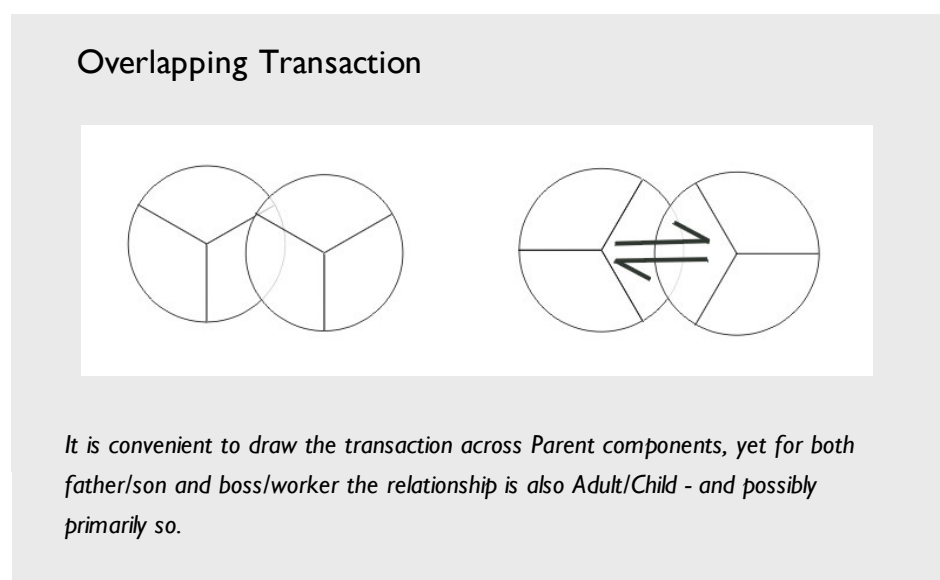 Overlapping Transaction
It is convenient to draw the transaction across Parent components, yet for both
father/son and boss/worker the relationship is also Adult/Child - and possibly
primarily so.